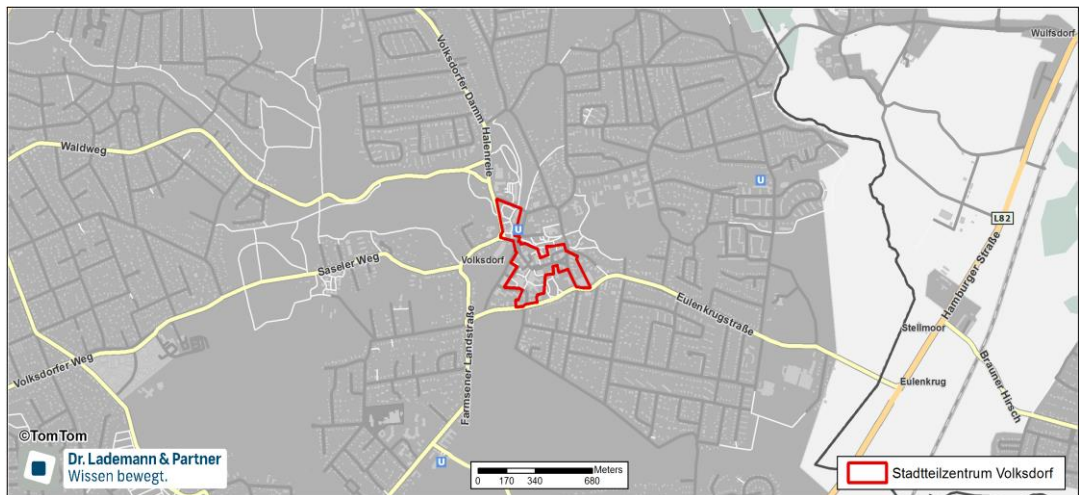 Wulfsdorf
Volksdorfer Damm
Halenreie
Waldweg
U
L82
Hamburger Straße
U
Volksdorf
Saseler Weg
Eulenkrugstraße
Stellmoor
Farmsener Landstraße
Volksdorfer Weg
Eulenkrug
Brauner Hirsch
©TomTom
Dr. Lademann & Partner
Wissen bewegt.
U
Meters
0 170 340 680
Stadtteilzentrum Volksdorf